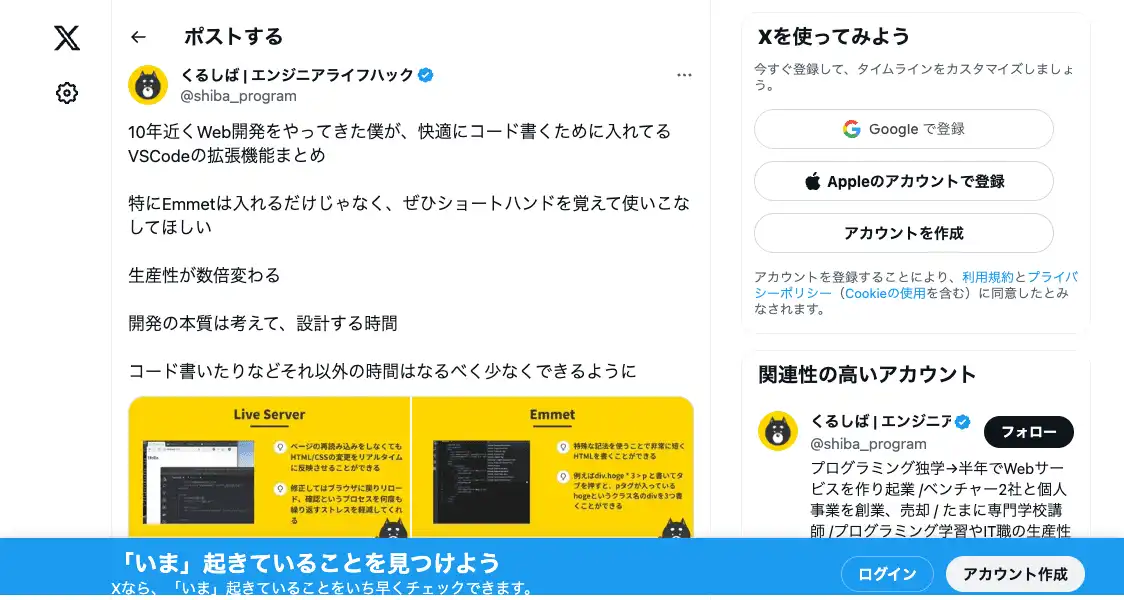 ポストする
くるしば | エンジニアライフハック
@shiba_program
10年近くWeb開発をやってきた僕が、快適にコード書くために入れてる
VSCodeの拡張機能まとめ
特にEmmetは入れるだけじゃなく、ぜひショートハンドを覚えて使いこな
してほしい
生産性が数倍変わる
開発の本質は考えて、設計する時間
コード書いたりなどそれ以外の時間はなるべく少なくできるように
Live Server
ページの再読み込みをしなくても
HTML/CSSの変更をリアルタイム
に反映させることができる
修正してはブラウザに戻りリロー
ド、確認というプロセスを何度も
繰り返すストレスを軽減してくれ
る
Emmet
特殊な記法を使うことで非常に短く
HTMLを書くことができる
例えばdiv.hoge * 3 > p と書いてタ
ブを押すと、pタグが入っている
hogeというクラス名のdivを3つ書
くことができる
Xを使ってみよう
今すぐ登録して、タイムラインをカスタマイズしましょ
う。
Google で登録
Appleのアカウントで登録
アカウントを作成
アカウントを登録することにより、利用規約とプライバ
シーポリシー（Cookieの使用を含む）に同意したとみ
なされます。
関連性の高いアカウント
くるしば | エンジニア
@shiba_program
フォロー
プログラミング独学→半年でWebサー
ビスを作り起業 /ベンチャー2社と個人
事業を創業、売却 / たまに専門学校講
師 /プログラミング学習やIT職の生産性
「いま」起きていることを見つけよう
Xなら、「いま」起きていることをいち早くチェックできます。
ログイン
アカウント作成